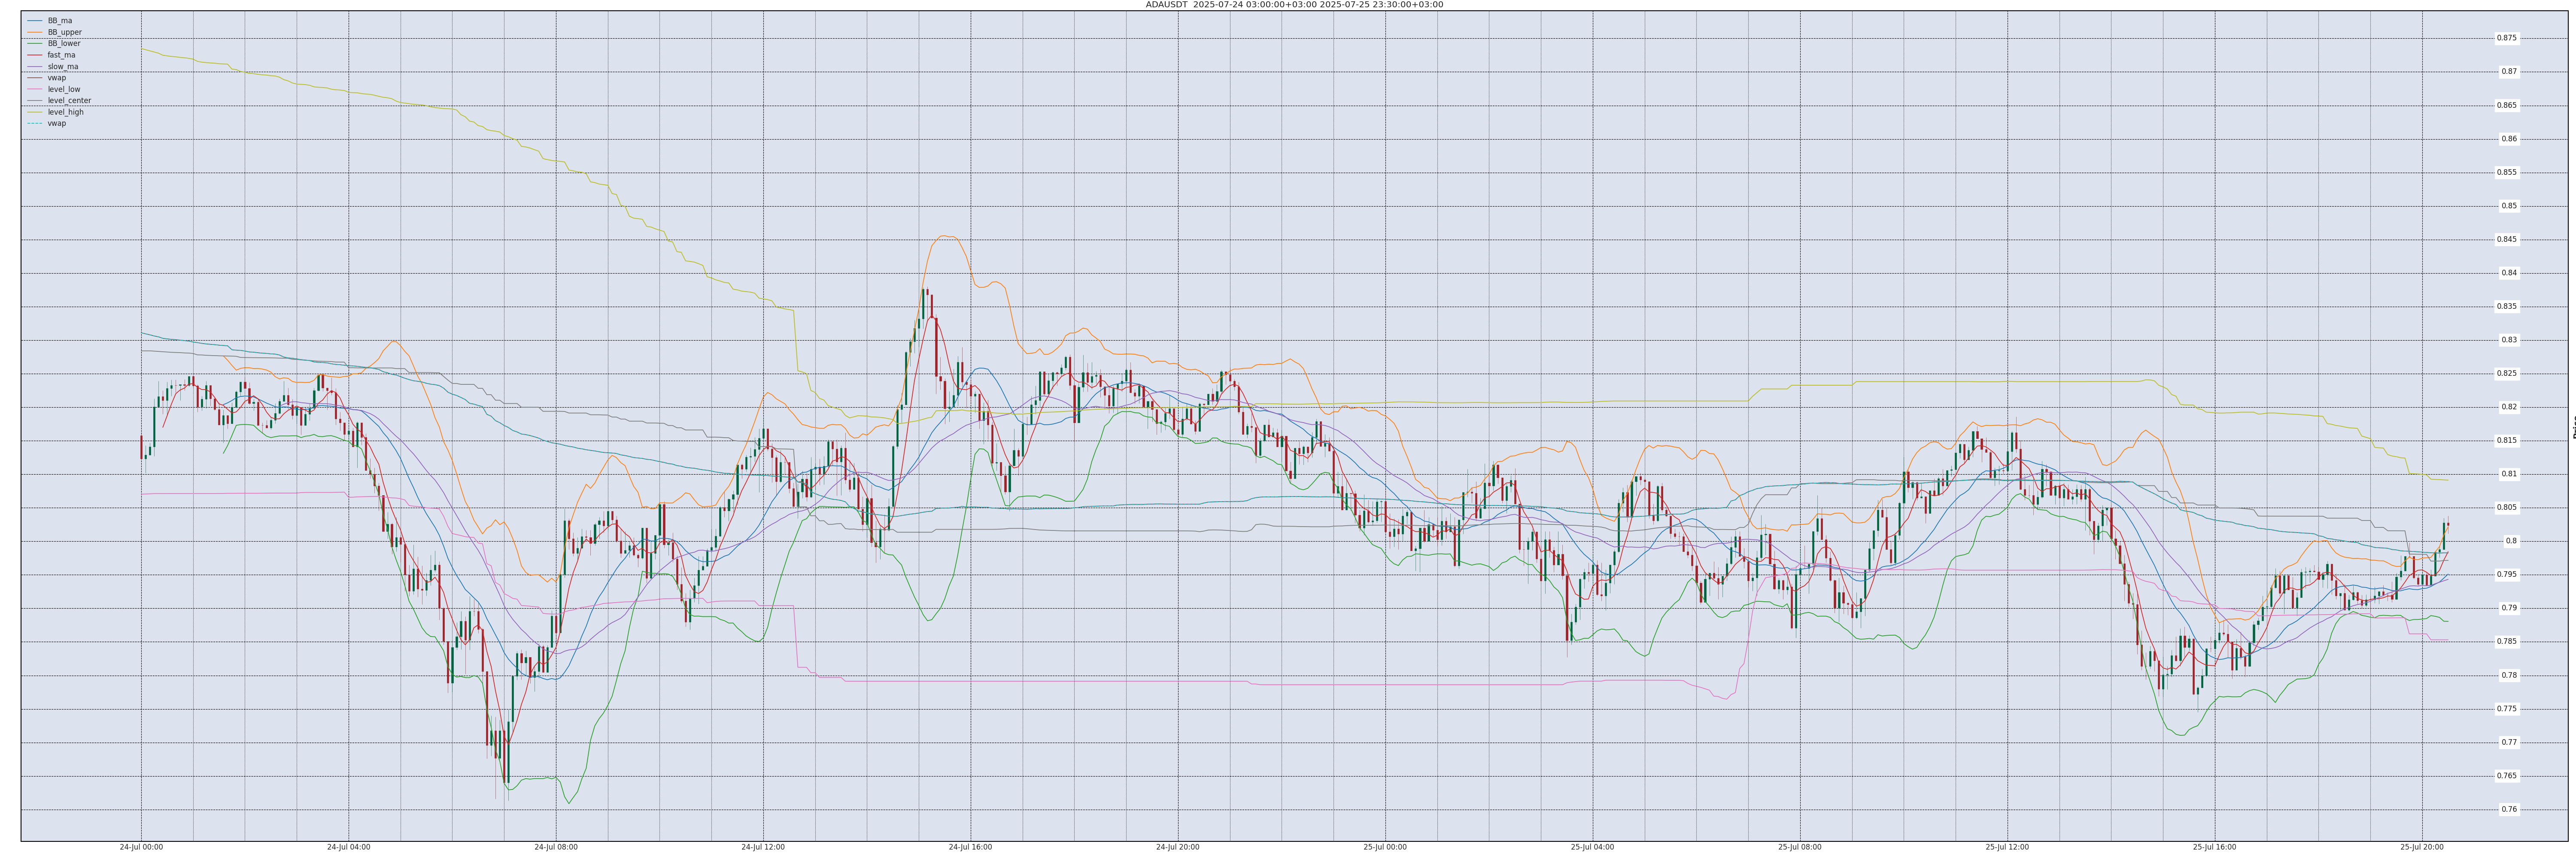 ADAUSDT  2025-07-24 03:00:00+03:00 2025-07-25 23:30:00+03:00
BB_ma
BB_upper
BB_lower
fast_ma
slow_ma
vwap
level_low
level_center
level_high
vwap
0.875
0.87
0.865
0.86
0.855
0.85
0.845
0.84
0.835
0.83
0.825
0.82
0.815
0.81
0.805
0.8
0.795
0.79
0.785
0.78
0.775
0.77
0.765
0.76
24-Jul 00:00
24-Jul 04:00
24-Jul 08:00
24-Jul 12:00
24-Jul 16:00
24-Jul 20:00
25-Jul 00:00
25-Jul 04:00
25-Jul 08:00
25-Jul 12:00
25-Jul 16:00
25-Jul 20:00